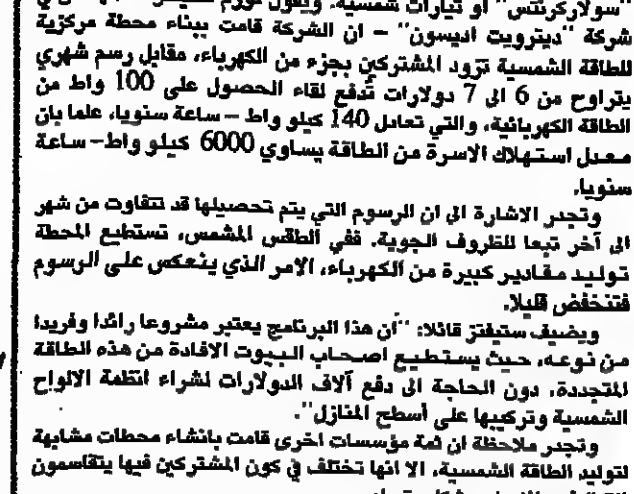 "سولاركرنتس" او تيارات شمسية. ويقول
شركة "ديترويت اديسون" – ان الشركة قامت ببناء محطة مركزية
للطاقة الشمسية تزود المشتركين بجزء من الكهرباء، مقابل رسم شهري
يتراوح من 6 الى 7 دولارات تُدفع لقاء الحصول على 100 واط من
الطاقة الكهربائية، والتي تعادل 140 كيلو واط – ساعة سنويا، علما بان
معدل استهلاك الاسرة من الطاقة يساوي 6000 كيلو واط– ساعة
سنويا.
وتجدر الاشارة الى ان الرسوم التي يتم تحصيلها قد تتفاوت من شهر
الى آخر تبعا للظروف الجوية. ففي الطقس المشمس، تستطيع المحطة
توليد مقادير كبيرة من الكهرباء، الامر الذي ينعكس على الرسوم
فتنخفض قليلا.
ويضيف ستيفتز قائلا: "ان هذا البرنامج يعتبر مشروعا رائدا وفريدا
من نوعه، حيث يستطيع اصحاب البيوت الافادة من هذه الطاقة
المتجددة، دون الحاجة الى دفع آلاف الدولارات لشراء انظمة الالواح
الشمسية وتركيبها على أسطح المنازل".
وتجدر ملاحظة ان ثمة مؤسسات اخرى قامت بانشاء محطات مشابهة
لتوليد الطاقة الشمسية، الا انها تختلف في كون المشتركين فيها يتقاسمون